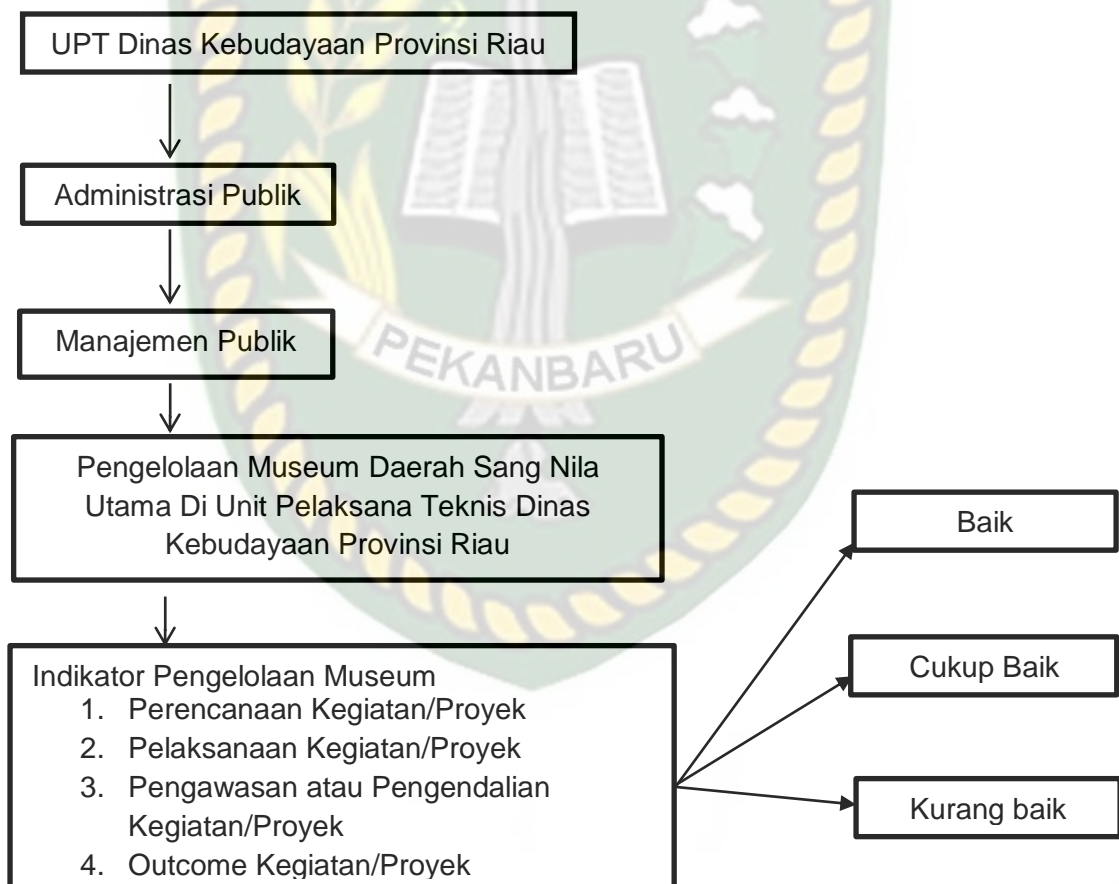 UPT Dinas Kebudayaan Provinsi Riau
Administrasi Publik
Manajemen Publik
PEKANBARU
Pengelolaan Museum Daerah Sang Nila
Utama Di Unit Pelaksana Teknis Dinas
Kebudayaan Provinsi Riau
Indikator Pengelolaan Museum
1. Perencanaan Kegiatan/Proyek
2. Pelaksanaan Kegiatan/Proyek
3. Pengawasan atau Pengendalian
Kegiatan/Proyek
4. Outcome Kegiatan/Proyek
Baik
Cukup Baik
Kurang baik